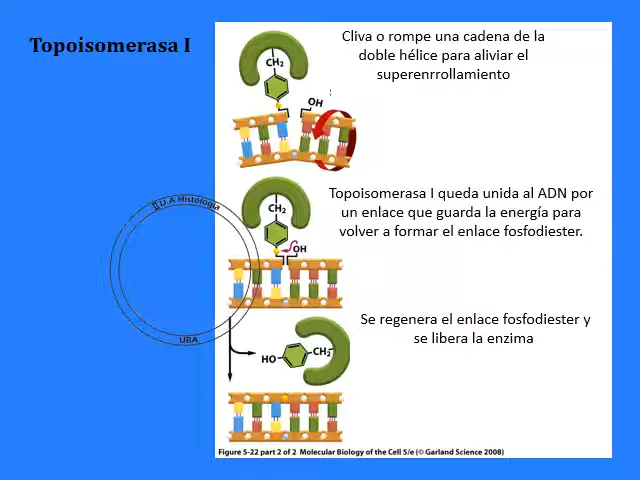 Topoisomerasa I
Cliva o rompe una cadena de la
doble hélice para aliviar el
superenrrollamiento
CH₂
OH
Topoisomerasa I queda unida al ADN por
un enlace que guarda la energía para
volver a formar el enlace fosfodiester.
CH₂
OH
II U.A Histología
UBA
Se regenera el enlace fosfodiester y
se libera la enzima
HO
CH₂
Figure 5-22 part 2 of 2 Molecular Biology of the Cell 5/e (© Garland Science 2008)